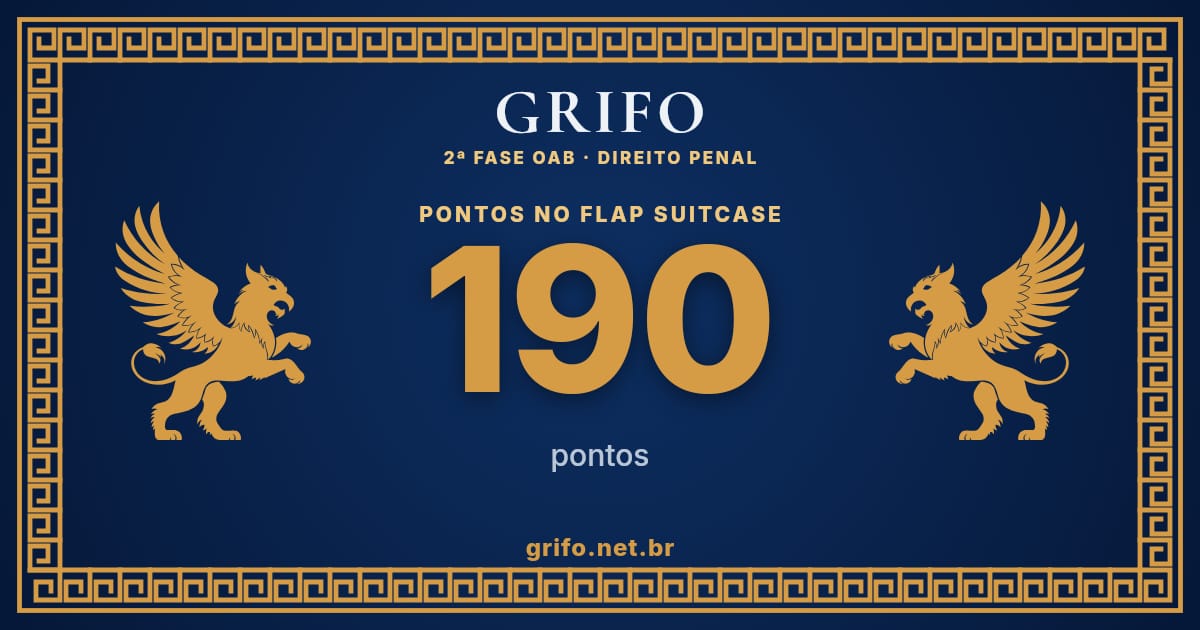 GRIFO
2ª FASE OAB · DIREITO PENAL
PONTOS NO FLAP SUITCASE
190
pontos
grifo.net.br